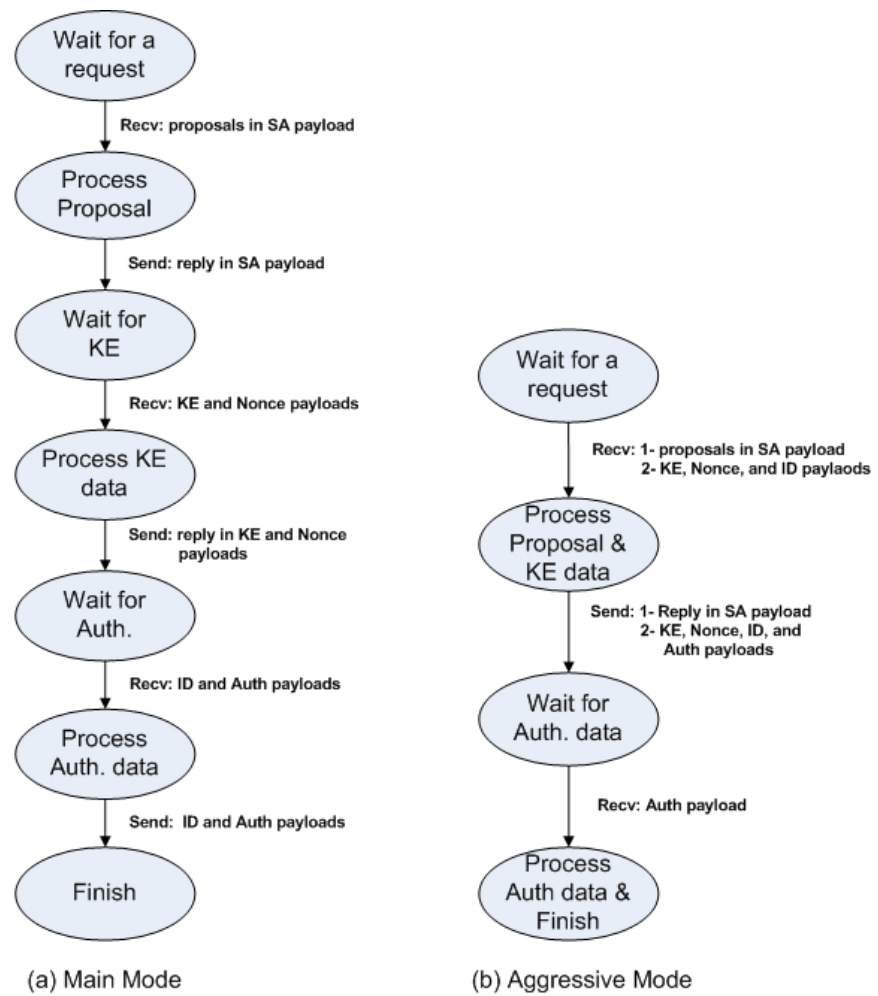 Wait for a
request
Recv: proposals in SA payload
Process
Proposal
Send: reply in SA payload
Wait for
KE
Recv: KE and Nonce payloads
Process KE
data
Send: reply in KE and Nonce
payloads
Wait for
Auth.
Recv: ID and Auth payloads
Process
Auth. data
Send: ID and Auth payloads
Finish
(a) Main Mode
Wait for a
request
Recv: 1- proposals in SA payload
2- KE, Nonce, and ID paylaods
Process
Proposal &
KE data
Send: 1- Reply in SA payload
2- KE, Nonce, ID, and
Auth payloads
Wait for
Auth. data
Recv: Auth payload
Process
Auth data &
Finish
(b) Aggressive Mode